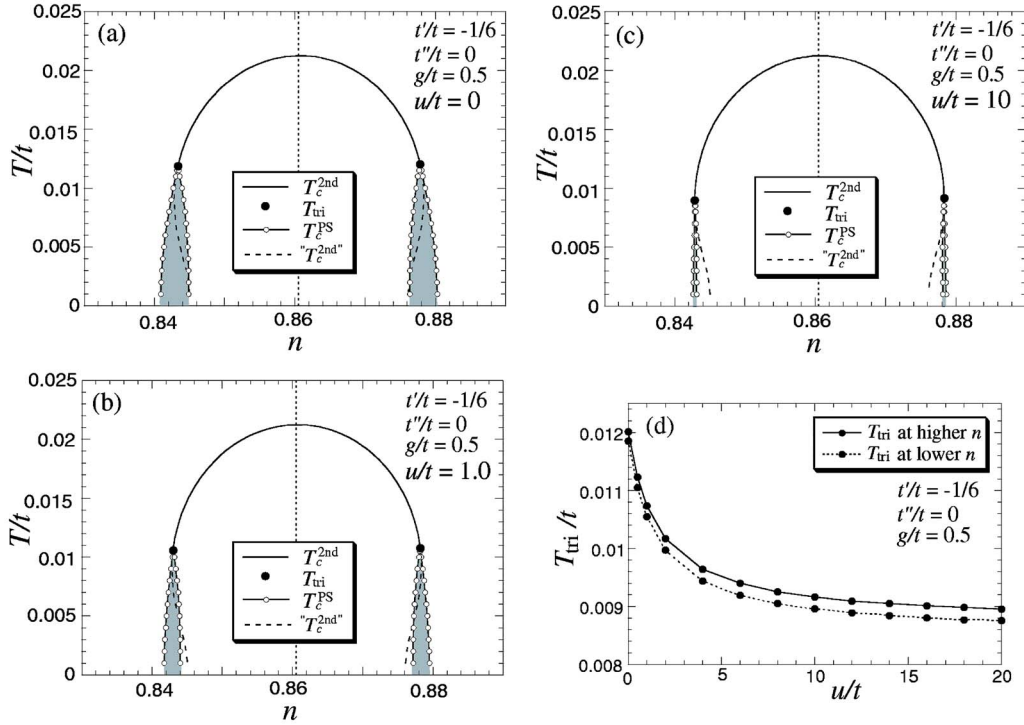 (a)
t'/t = -1/6
t"/t = 0
g/t = 0.5
u/t = 0
T/t
0.025
0.02
0.015
0.01
0.005
0
T_c^2nd
T_tri
T_c^PS
"T_c^2nd"
0.84
0.86
0.88
n
(c)
t'/t = -1/6
t"/t = 0
g/t = 0.5
u/t = 10
T/t
0.025
0.02
0.015
0.01
0.005
0
T_c^2nd
T_tri
T_c^PS
"T_c^2nd"
0.84
0.86
0.88
n
(b)
t'/t = -1/6
t"/t = 0
g/t = 0.5
u/t = 1.0
T/t
0.025
0.02
0.015
0.01
0.005
0
T_c^2nd
T_tri
T_c^PS
"T_c^2nd"
0.84
0.86
0.88
n
(d)
T_tri at higher n
T_tri at lower n
t'/t = -1/6
t"/t = 0
g/t = 0.5
T_tri/t
0.012
0.011
0.01
0.009
0.008
0
5
10
15
20
u/t